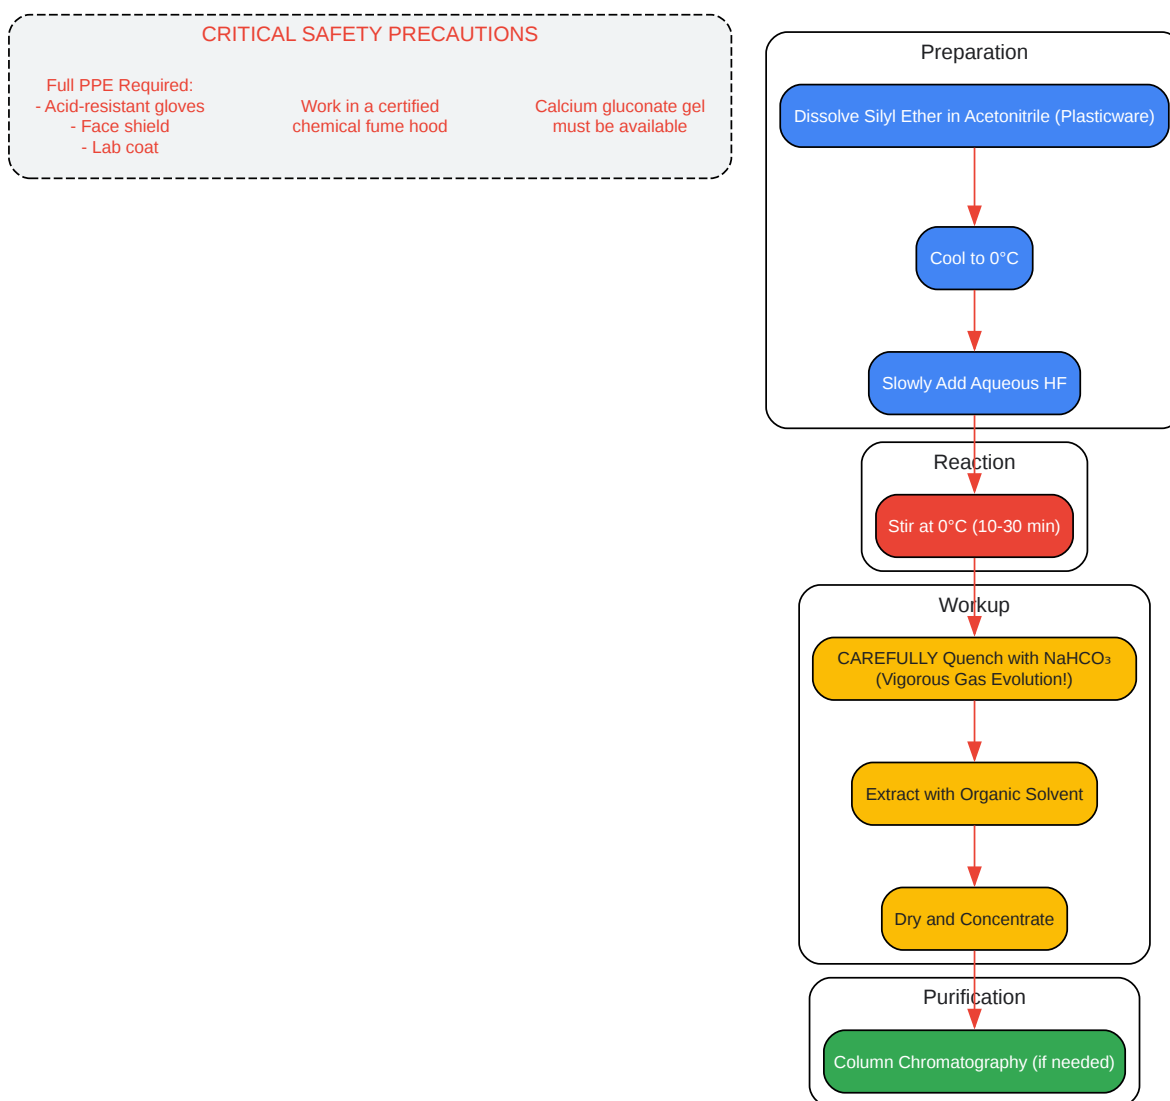 CRITICAL SAFETY PRECAUTIONS
Full PPE Required:
- Acid-resistant gloves
- Face shield
- Lab coat
Work in a certified
chemical fume hood
Calcium gluconate gel
must be available
Preparation
Dissolve Silyl Ether in Acetonitrile (Plasticware)
Cool to 0°C
Slowly Add Aqueous HF
Reaction
Stir at 0°C (10-30 min)
Workup
CAREFULLY Quench with NaHCO₃
(Vigorous Gas Evolution!)
Extract with Organic Solvent
Dry and Concentrate
Purification
Column Chromatography (if needed)